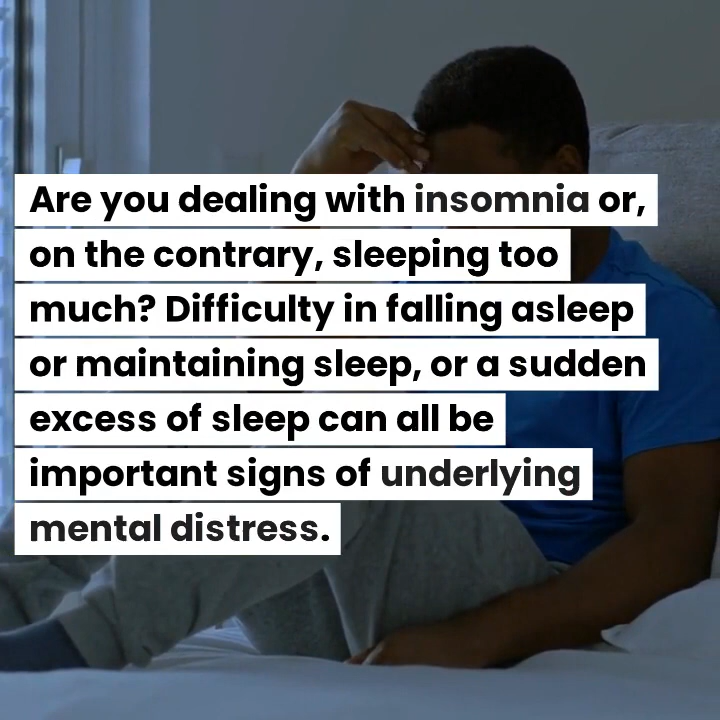 Are you dealing with insomnia or,
on the contrary, sleeping too
much? Difficulty in falling asleep
or maintaining sleep, or a sudden
excess of sleep can all be
important signs of underlying
mental distress.